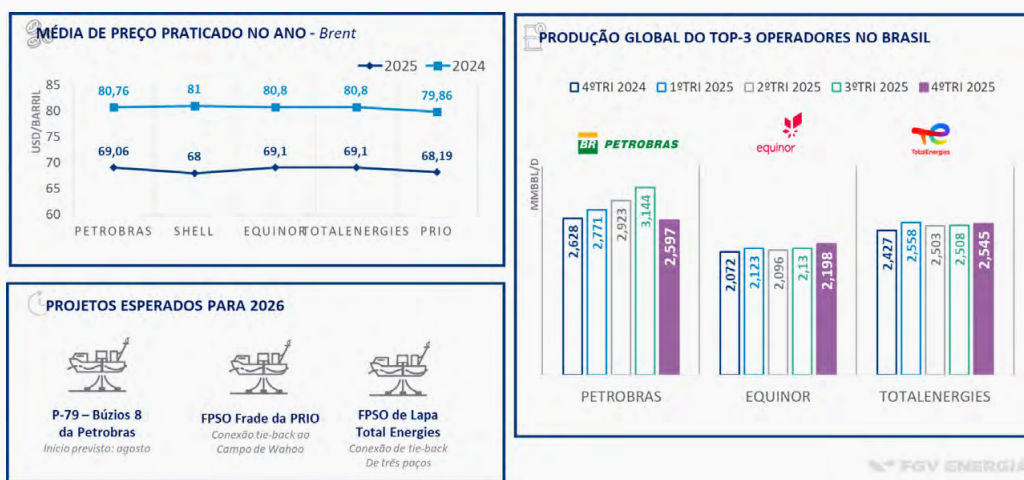 MÉDIA DE PREÇO PRATICADO NO ANO - Brent
2025 2024
USD/BARRIL
85
80
75
70
65
60
80,76 81 80,8 80,8 79,86
69,06 68 69,1 69,1 68,19
PETROBRAS SHELL EQUINOR TOTALENERGIES PRIO
PROJETOS ESPERADOS PARA 2026
P-79 – Búzios 8
da Petrobras
Início previsto: agosto
FPSO Frade da PRIO
Conexão tie-back ao
Campo de Wahoo
FPSO de Lapa
Total Energies
Conexão de tie-back
De três paços
PRODUÇÃO GLOBAL DO TOP-3 OPERADORES NO BRASIL
4ºTRI 2024 1ºTRI 2025 2ºTRI 2025 3ºTRI 2025 4ºTRI 2025
BR PETROBRAS
equinor
TotalEnergies
MMBBL/D
2,628 2,771 2,923 3,144 2,597
2,072 2,123 2,096 2,13 2,198
2,427 2,558 2,503 2,508 2,545
PETROBRAS EQUINOR TOTALENERGIES
FGV ENERGIA